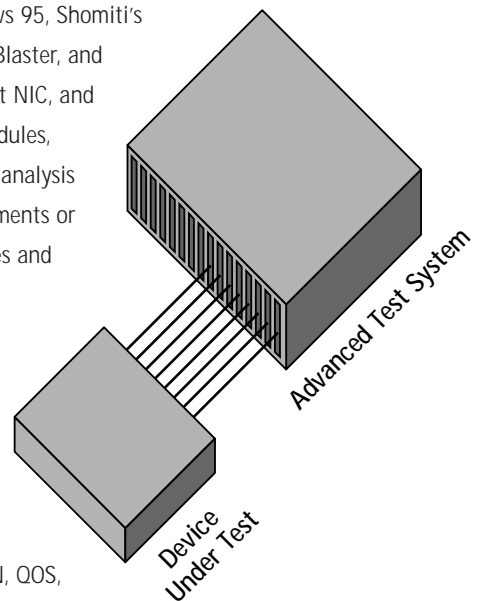 ws 95, Shomiti's
Blaster, and
t NIC, and
dules,
analysis
ments or
es and
Advanced Test System
Device
Under Test
N, QOS,